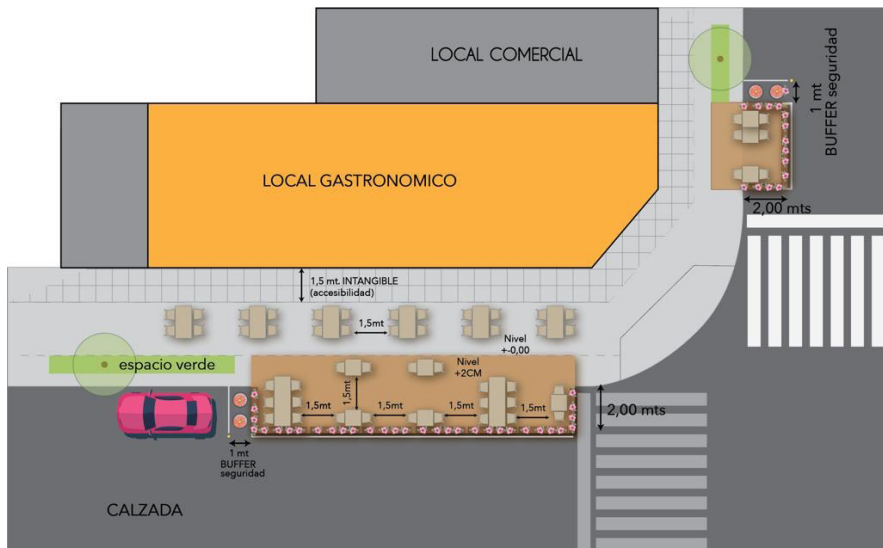 LOCAL COMERCIAL
1 mt
BUFFER seguridad
LOCAL GASTRONOMICO
2,00 mts
1,5 mt. INTANGIBLE
(accesibilidad)
1,5mt
Nivel
+-0,00
espacio verde
Nivel
+2CM
1,5mt
1,5mt
1,5mt
1,5mt
1,5mt
2,00 mts
1 mt
BUFFER
seguridad
CALZADA